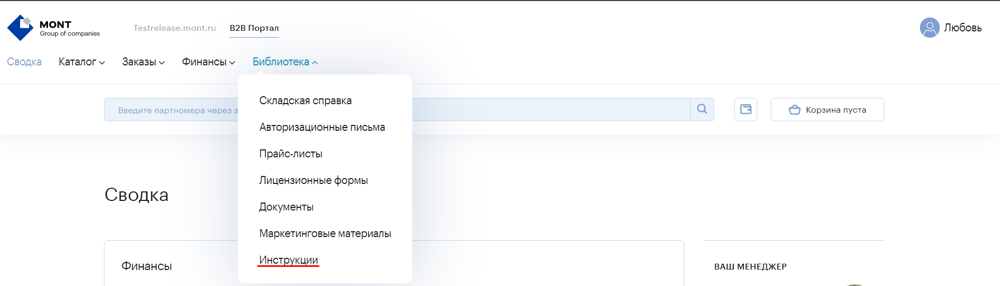 MONT
Group of companies
Testrelease.mont.ru
B2B Портал
Любовь
Сводка
Каталог
Заказы
Финансы
Библиотека
Складская справка
Авторизационные письма
Прайс-листы
Лицензионные формы
Документы
Маркетинговые материалы
Инструкции
Введите партномера через з
Корзина пуста
Сводка
Финансы
ВАШ МЕНЕДЖЕР